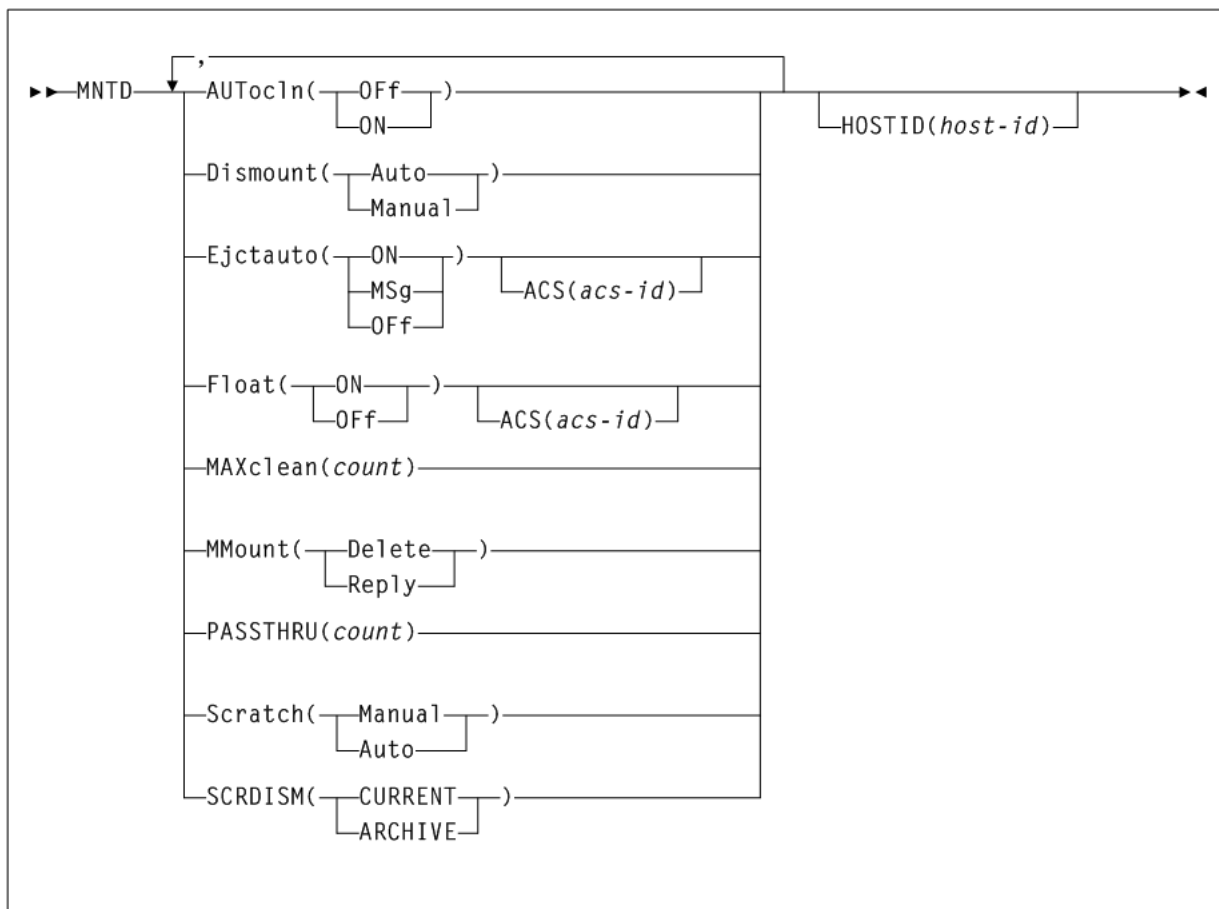 ,
MNTD AUTocln( OFf )
ON HOSTID(host-id)
Dismount( Auto )
Manual
Ejctauto( ON )
MSg ACS(acs-id)
OFf
Float( ON )
OFf ACS(acs-id)
MAXclean(count)
MMount( Delete )
Reply
PASSTHRU(count)
Scratch( Manual )
Auto
SCRDISM( CURRENT )
ARCHIVE